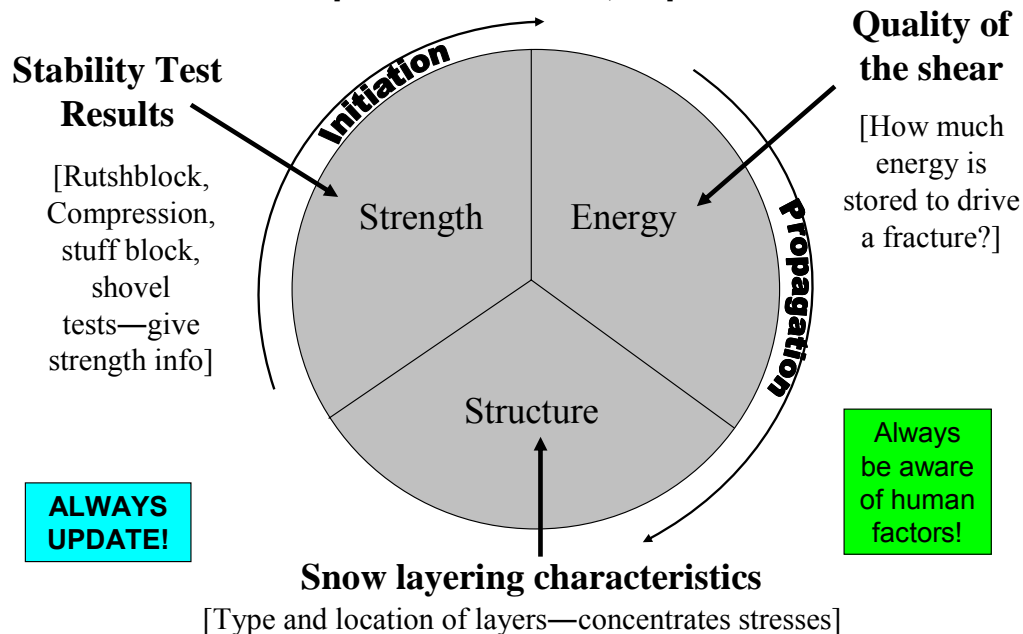 Stability Test
Results
[Rutshblock,
Compression,
stuff block,
shovel
tests—give
strength info]
Initiation
Strength
Energy
Structure
Propagation
Quality of
the shear
[How much
energy is
stored to drive
a fracture?]
ALWAYS
UPDATE!
Always
be aware
of human
factors!
Snow layering characteristics
[Type and location of layers—concentrates stresses]